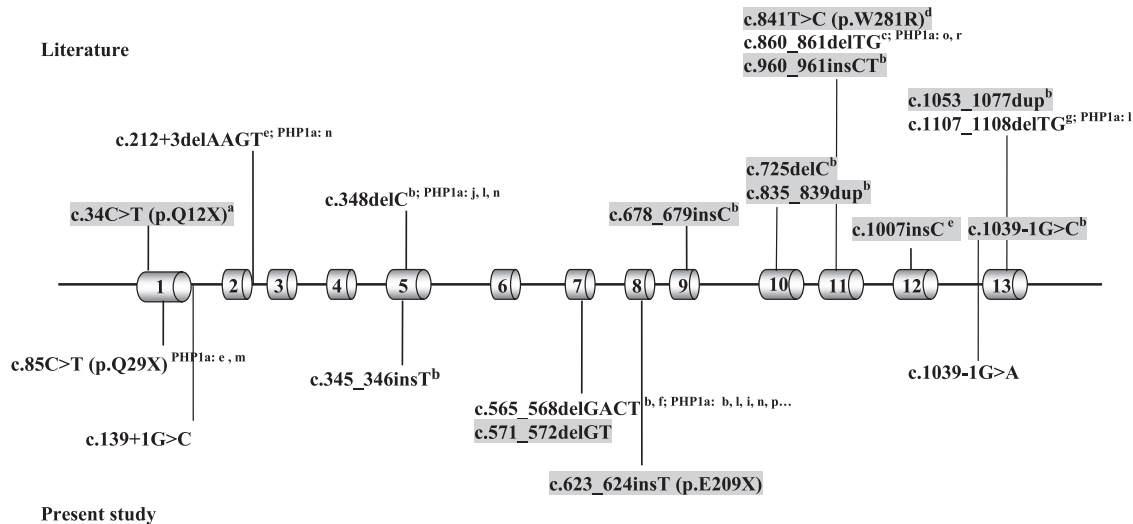 c.841T>C (p.W281R)d
Literature
c.860_861delTGc; PHP1a: o, r
c.960_961insCTb
c.1053_1077dupb
c.1107_1108delTGg; PHP1a: l
c.212+3delAAGTe; PHP1a: n
c.725delCb
c.835_839dupb
c.348delCb; PHP1a: j, l, n
c.34C>T (p.Q12X)a
c.678_679insCb
c.1007insCe
c.1039-1G>Cb
1 2 3 4 5 6 7 8 9 10 11 12 13
c.85C>T (p.Q29X)PHP1a: e , m
c.345_346insTb
c.1039-1G>A
c.565_568delGACTb, f; PHP1a: b, l, i, n, p…
c.571_572delGT
c.139+1G>C
c.623_624insT (p.E209X)
Present study